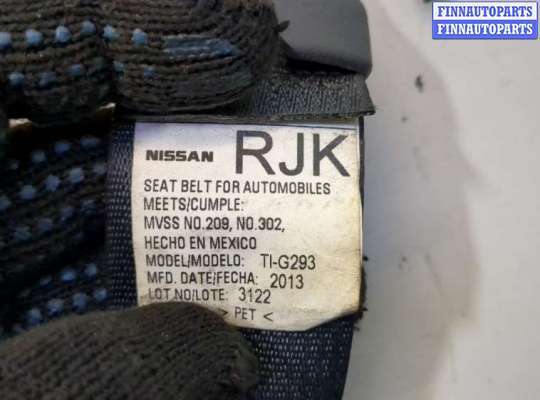 FINNAUTOPARTS
FINNAUTOPARTS
NISSAN RJK
SEAT BELT FOR AUTOMOBILES
MEETS/CUMPLE:
MVSS NO.209, NO.302,
HECHO EN MEXICO
MODEL/MODELO: TI-G293
MFD. DATE/FECHA: 2013
LOT NO/LOTE: 3122
> PET <